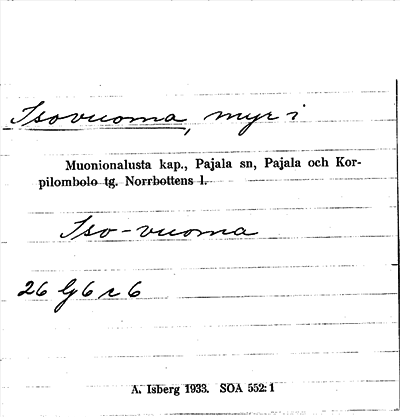 Isovuoma, myr i
Muonionalusta kap., Pajala sn, Pajala och Kor-
pilombolo tg. Norrbottens l.
Iso-vuoma
26 Gj 6 r 6
A. Isberg 1933. SOA 552:1